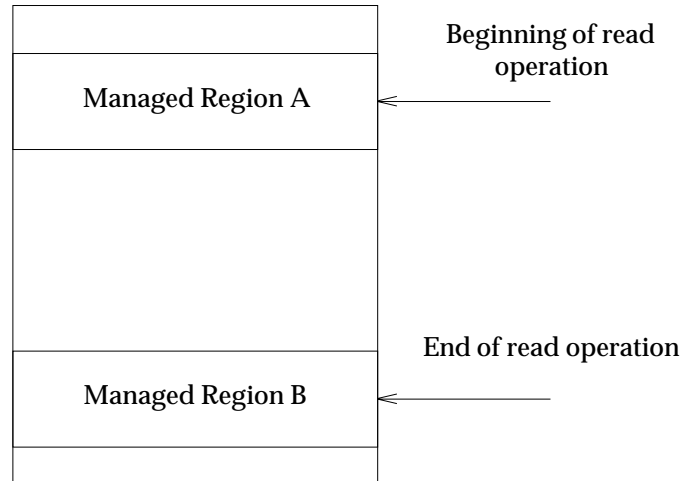 Beginning of read
operation
Managed Region A
End of read operation
Managed Region B